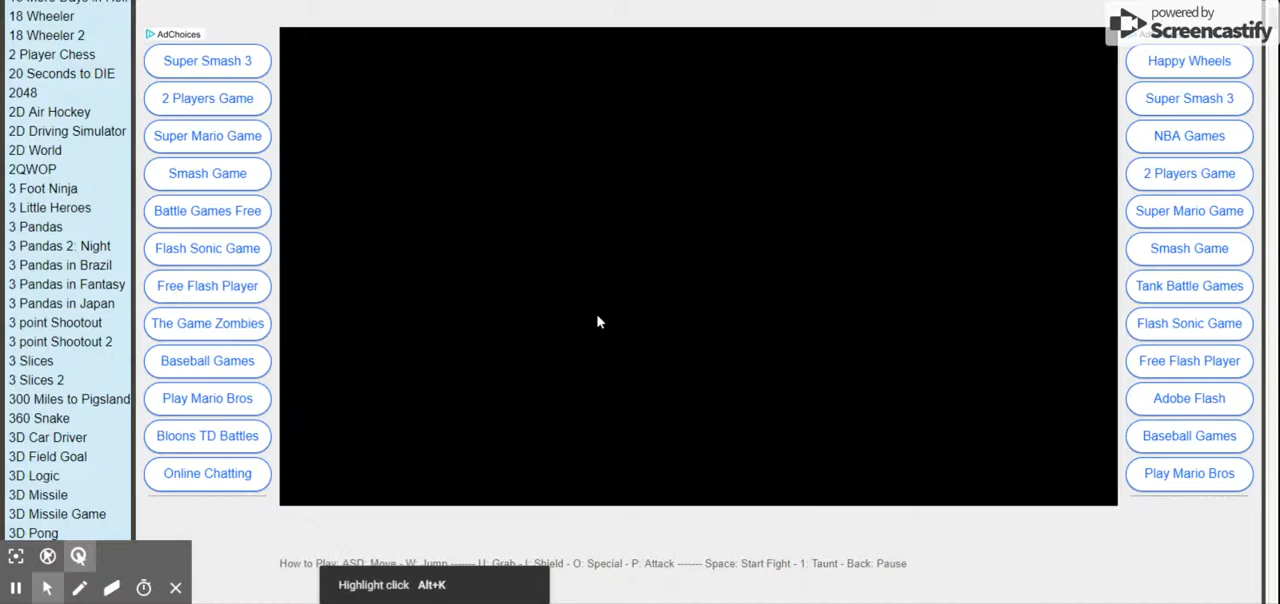 18 Wheeler
18 Wheeler 2
2 Player Chess
20 Seconds to DIE
2048
2D Air Hockey
2D Driving Simulator
2D World
2QWOP
3 Foot Ninja
3 Little Heroes
3 Pandas
3 Pandas 2: Night
3 Pandas in Brazil
3 Pandas in Fantasy
3 Pandas in Japan
3 point Shootout
3 point Shootout 2
3 Slices
3 Slices 2
300 Miles to Pigsland
360 Snake
3D Car Driver
3D Field Goal
3D Logic
3D Missile
3D Missile Game
3D Pong
AdChoices
Super Smash 3
2 Players Game
Super Mario Game
Smash Game
Battle Games Free
Flash Sonic Game
Free Flash Player
The Game Zombies
Baseball Games
Play Mario Bros
Bloons TD Battles
Online Chatting
powered by
Screencastify
Happy Wheels
Super Smash 3
NBA Games
2 Players Game
Super Mario Game
Smash Game
Tank Battle Games
Flash Sonic Game
Free Flash Player
Adobe Flash
Baseball Games
Play Mario Bros
How to Play: ASD: Move - W: Jump ------- U: Grab - I: Shield - O: Special - P: Attack ------- Space: Start Fight - 1: Taunt - Back: Pause
Highlight click Alt+K